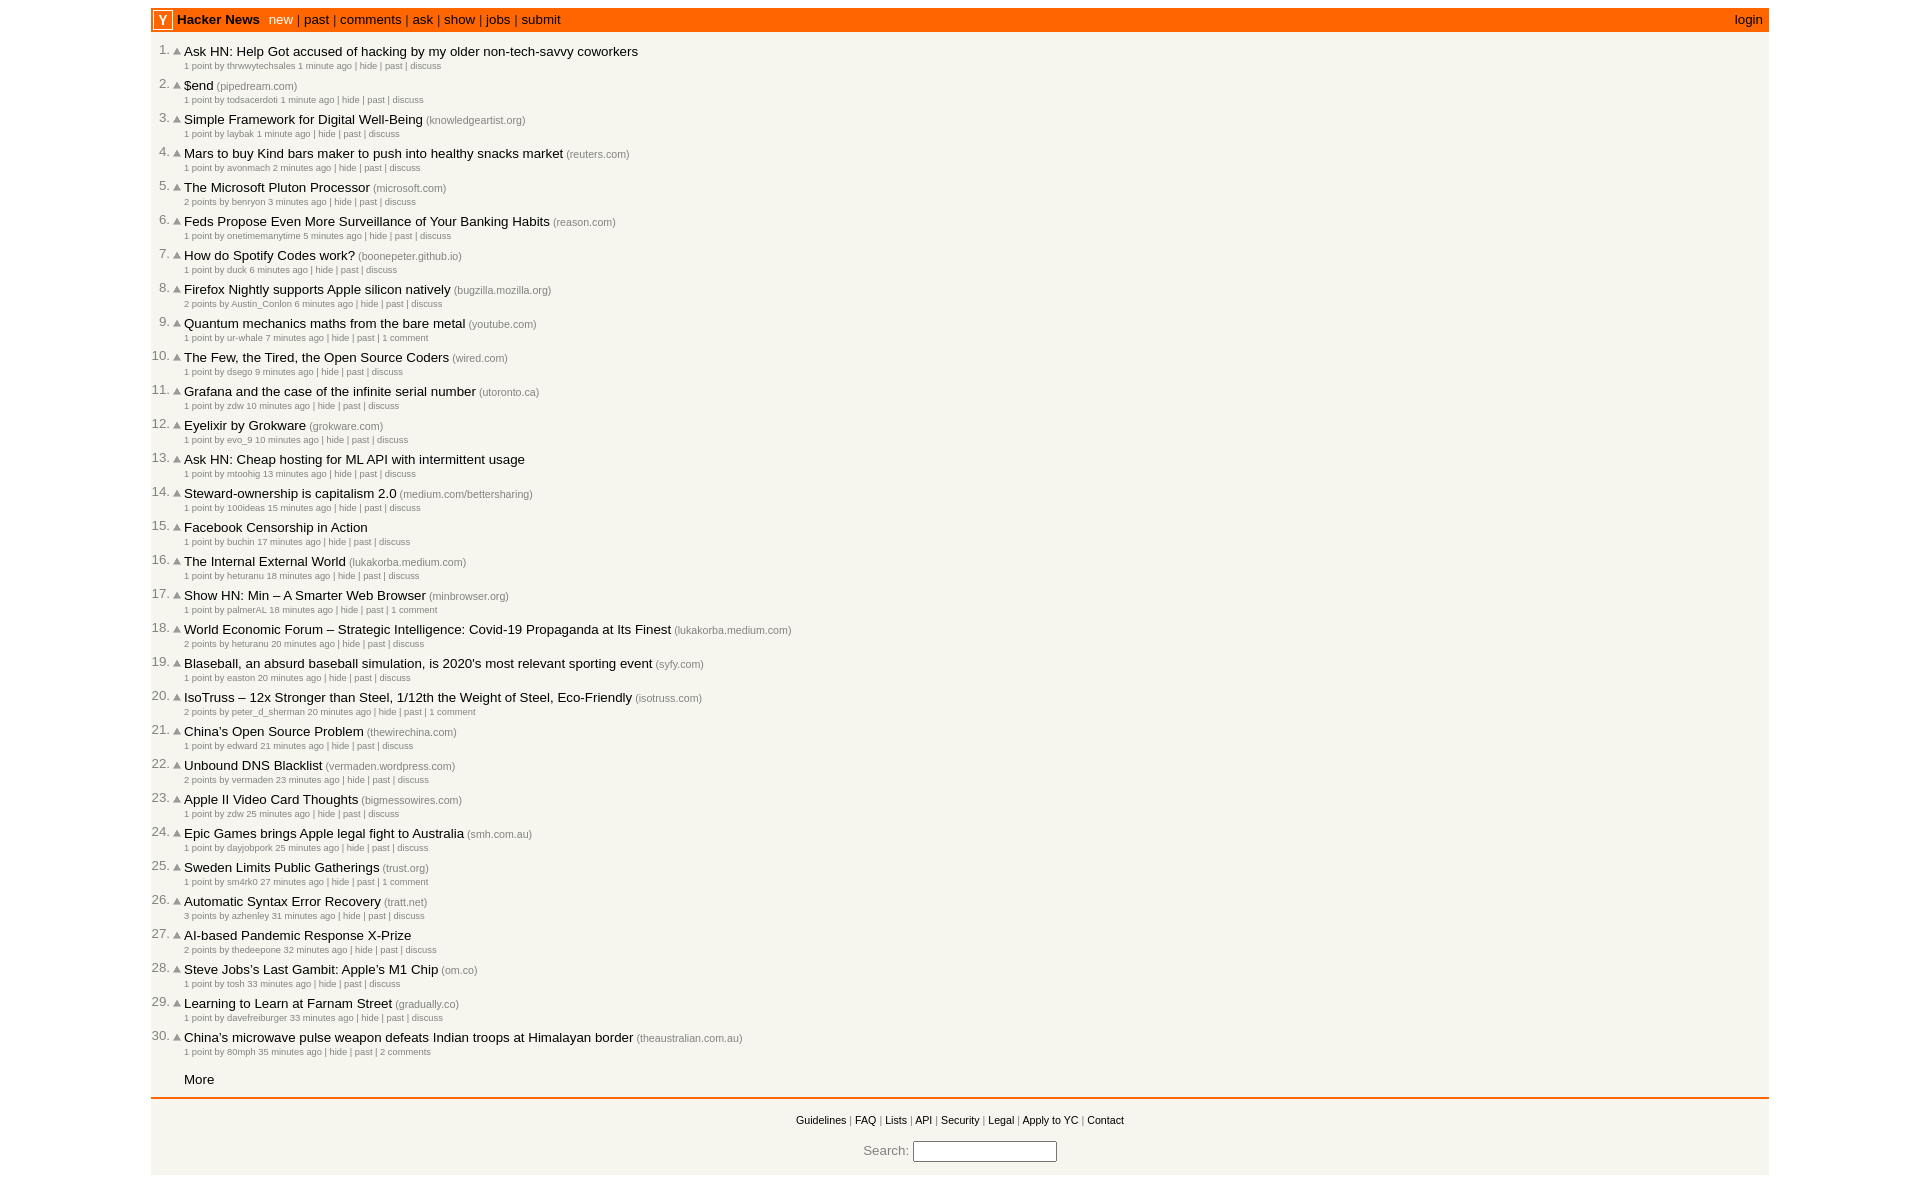 Y Hacker News new | past | comments | ask | show | jobs | submit login
1. Ask HN: Help Got accused of hacking by my older non-tech-savvy coworkers
1 point by thrwwytechsales 1 minute ago | hide | past | discuss
2. $end (pipedream.com)
1 point by todsacerdoti 1 minute ago | hide | past | discuss
3. Simple Framework for Digital Well-Being (knowledgeartist.org)
1 point by laybak 1 minute ago | hide | past | discuss
4. Mars to buy Kind bars maker to push into healthy snacks market (reuters.com)
1 point by avonmach 2 minutes ago | hide | past | discuss
5. The Microsoft Pluton Processor (microsoft.com)
2 points by benryon 3 minutes ago | hide | past | discuss
6. Feds Propose Even More Surveillance of Your Banking Habits (reason.com)
1 point by onetimemanytime 5 minutes ago | hide | past | discuss
7. How do Spotify Codes work? (boonepeter.github.io)
1 point by duck 6 minutes ago | hide | past | discuss
8. Firefox Nightly supports Apple silicon natively (bugzilla.mozilla.org)
2 points by Austin_Conlon 6 minutes ago | hide | past | discuss
9. Quantum mechanics maths from the bare metal (youtube.com)
1 point by ur-whale 7 minutes ago | hide | past | 1 comment
10. The Few, the Tired, the Open Source Coders (wired.com)
1 point by dsego 9 minutes ago | hide | past | discuss
11. Grafana and the case of the infinite serial number (utoronto.ca)
1 point by zdw 10 minutes ago | hide | past | discuss
12. Eyelixir by Grokware (grokware.com)
1 point by evo_9 10 minutes ago | hide | past | discuss
13. Ask HN: Cheap hosting for ML API with intermittent usage
1 point by mtoohig 13 minutes ago | hide | past | discuss
14. Steward-ownership is capitalism 2.0 (medium.com/bettersharing)
1 point by 100ideas 15 minutes ago | hide | past | discuss
15. Facebook Censorship in Action
1 point by buchin 17 minutes ago | hide | past | discuss
16. The Internal External World (lukakorba.medium.com)
1 point by heturanu 18 minutes ago | hide | past | discuss
17. Show HN: Min – A Smarter Web Browser (minbrowser.org)
1 point by palmerAL 18 minutes ago | hide | past | 1 comment
18. World Economic Forum – Strategic Intelligence: Covid-19 Propaganda at Its Finest (lukakorba.medium.com)
2 points by heturanu 20 minutes ago | hide | past | discuss
19. Blaseball, an absurd baseball simulation, is 2020's most relevant sporting event (syfy.com)
1 point by easton 20 minutes ago | hide | past | discuss
20. IsoTruss – 12x Stronger than Steel, 1/12th the Weight of Steel, Eco-Friendly (isotruss.com)
2 points by peter_d_sherman 20 minutes ago | hide | past | 1 comment
21. China’s Open Source Problem (thewirechina.com)
1 point by edward 21 minutes ago | hide | past | discuss
22. Unbound DNS Blacklist (vermaden.wordpress.com)
2 points by vermaden 23 minutes ago | hide | past | discuss
23. Apple II Video Card Thoughts (bigmessowires.com)
1 point by zdw 25 minutes ago | hide | past | discuss
24. Epic Games brings Apple legal fight to Australia (smh.com.au)
1 point by dayjobpork 25 minutes ago | hide | past | discuss
25. Sweden Limits Public Gatherings (trust.org)
1 point by sm4rk0 27 minutes ago | hide | past | 1 comment
26. Automatic Syntax Error Recovery (tratt.net)
3 points by azhenley 31 minutes ago | hide | past | discuss
27. AI-based Pandemic Response X-Prize
2 points by thedeepone 32 minutes ago | hide | past | discuss
28. Steve Jobs’s Last Gambit: Apple’s M1 Chip (om.co)
1 point by tosh 33 minutes ago | hide | past | discuss
29. Learning to Learn at Farnam Street (gradually.co)
1 point by davefreiburger 33 minutes ago | hide | past | discuss
30. China’s microwave pulse weapon defeats Indian troops at Himalayan border (theaustralian.com.au)
1 point by 80mph 35 minutes ago | hide | past | 2 comments
More
Guidelines | FAQ | Lists | API | Security | Legal | Apply to YC | Contact
Search: